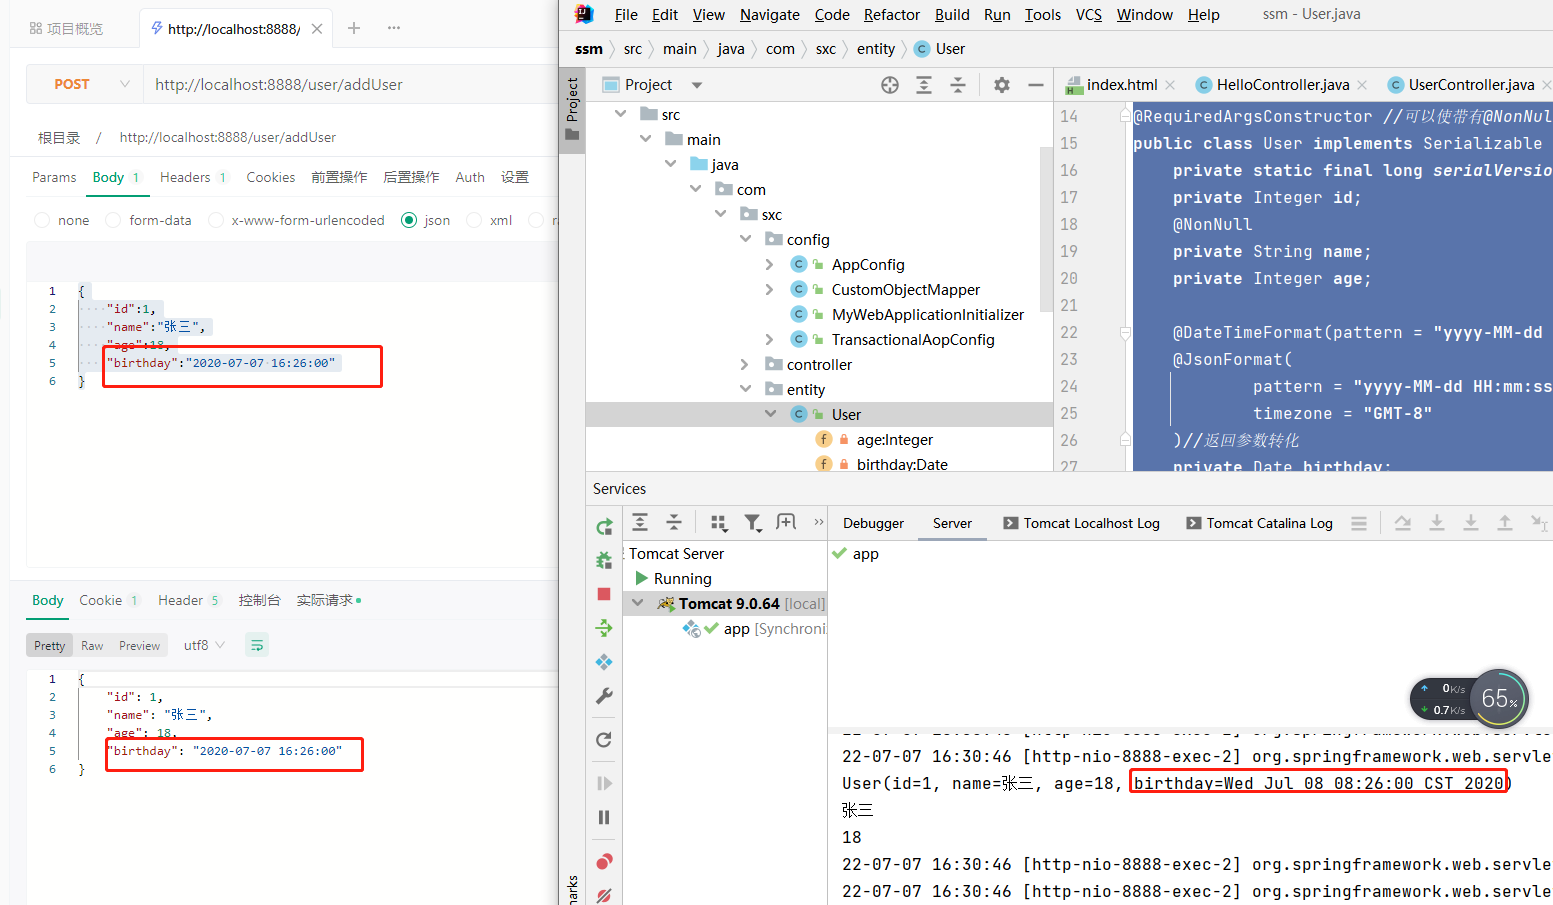 项目概览
http://localhost:8888/
POST
http://localhost:8888/user/addUser
根目录 / http://localhost:8888/user/addUser
Params Body 1 Headers 1 Cookies 前置操作 后置操作 Auth 设置
none form-data x-www-form-urlencoded json xml
1 {
2 "id":1,
3 "name":"张三",
4 "age":18,
5 "birthday":"2020-07-07 16:26:00"
6 }
Body Cookie 1 Header 5 控制台 实际请求
Pretty Raw Preview utf8
1 {
2 "id": 1,
3 "name": "张三",
4 "age": 18,
5 "birthday": "2020-07-07 16:26:00"
6 }
File Edit View Navigate Code Refactor Build Run Tools VCS Window Help ssm - User.java
ssm src main java com sxc entity User
Project
Project
src
main
java
com
sxc
config
AppConfig
CustomObjectMapper
MyWebApplicationInitializer
TransactionalAopConfig
controller
entity
User
age:Integer
birthday:Date
index.html HelloController.java UserController.java
14 @RequiredArgsConstructor //可以使带有@NonNul
15 public class User implements Serializable
16 private static final long serialVersio
17 private Integer id;
18 @NonNull
19 private String name;
20 private Integer age;
21
22 @DateTimeFormat(pattern = "yyyy-MM-dd
23 @JsonFormat(
24 pattern = "yyyy-MM-dd HH:mm:ss
25 timezone = "GMT-8"
26 )//返回参数转化
27 private Date birthday;
Services
Debugger Server Tomcat Localhost Log Tomcat Catalina Log
Tomcat Server
Running
Tomcat 9.0.64 [local]
app [Synchroni
app
0K/s
0.7K/s
65%
22-07-07 16:30:46 [http-nio-8888-exec-2] org.springframework.web.servle
User(id=1, name=张三, age=18, birthday=Wed Jul 08 08:26:00 CST 2020)
张三
18
22-07-07 16:30:46 [http-nio-8888-exec-2] org.springframework.web.servle
22-07-07 16:30:46 [http-nio-8888-exec-2] org.springframework.web.servle